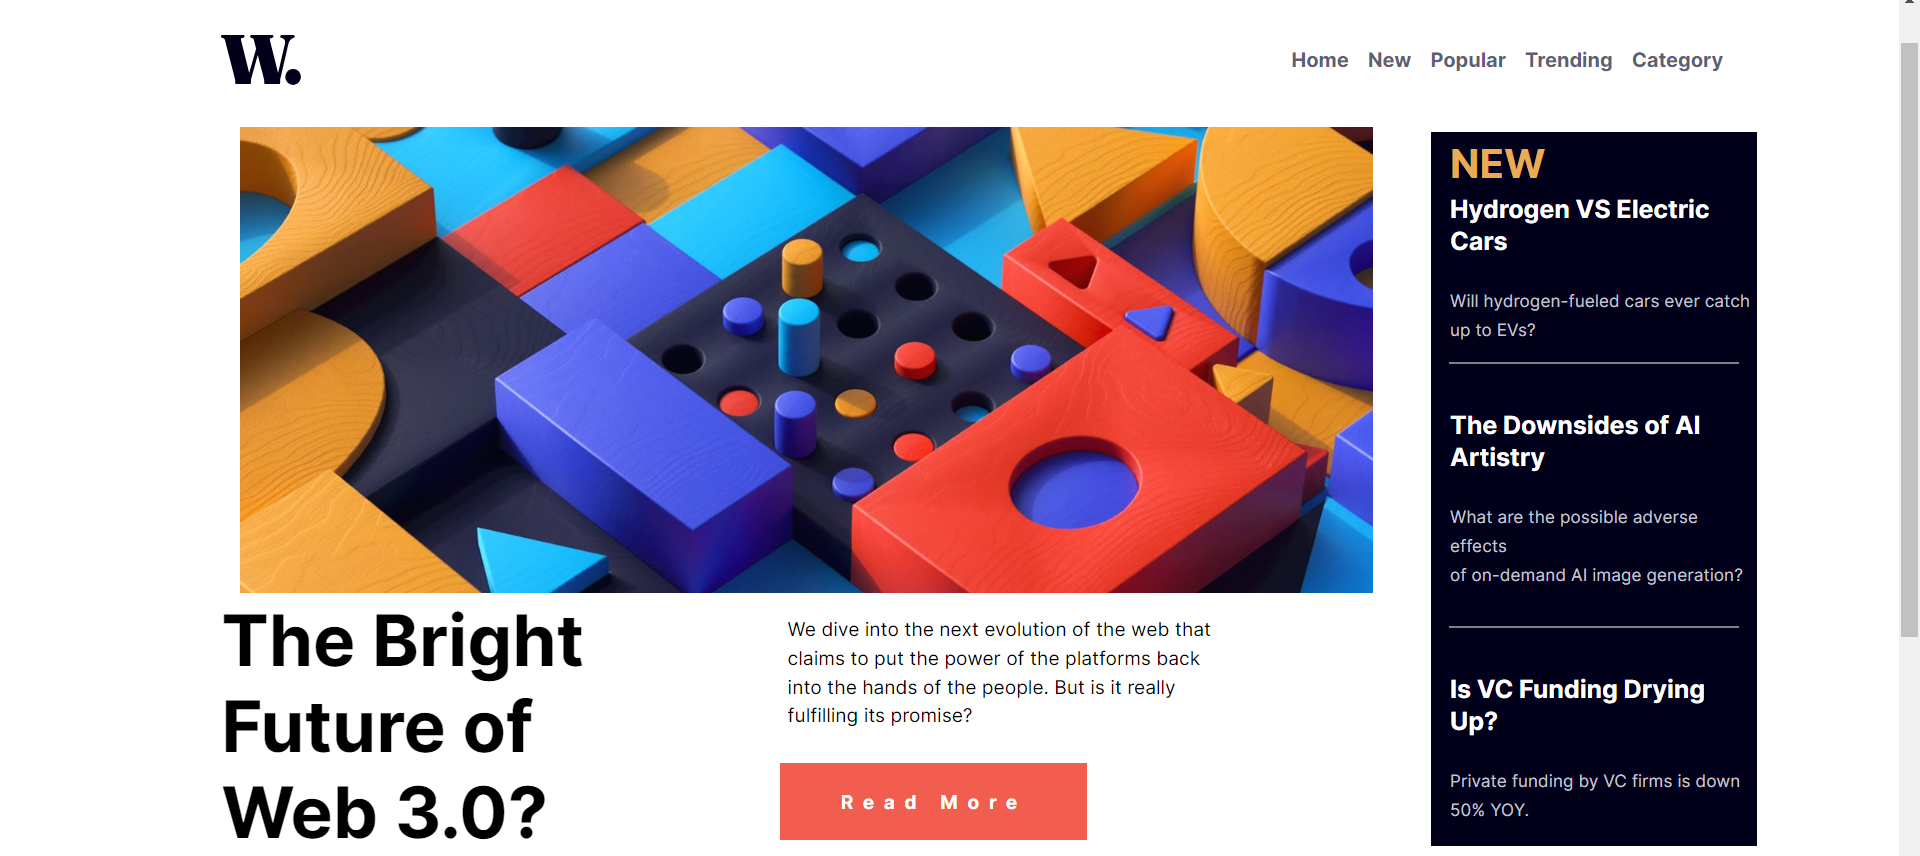 W.
Home New Popular Trending Category
NEW
Hydrogen VS Electric
Cars
Will hydrogen-fueled cars ever catch
up to EVs?
The Downsides of AI
Artistry
What are the possible adverse
effects
of on-demand AI image generation?
Is VC Funding Drying
Up?
Private funding by VC firms is down
50% YOY.
The Bright
Future of
Web 3.0?
We dive into the next evolution of the web that
claims to put the power of the platforms back
into the hands of the people. But is it really
fulfilling its promise?
Read More